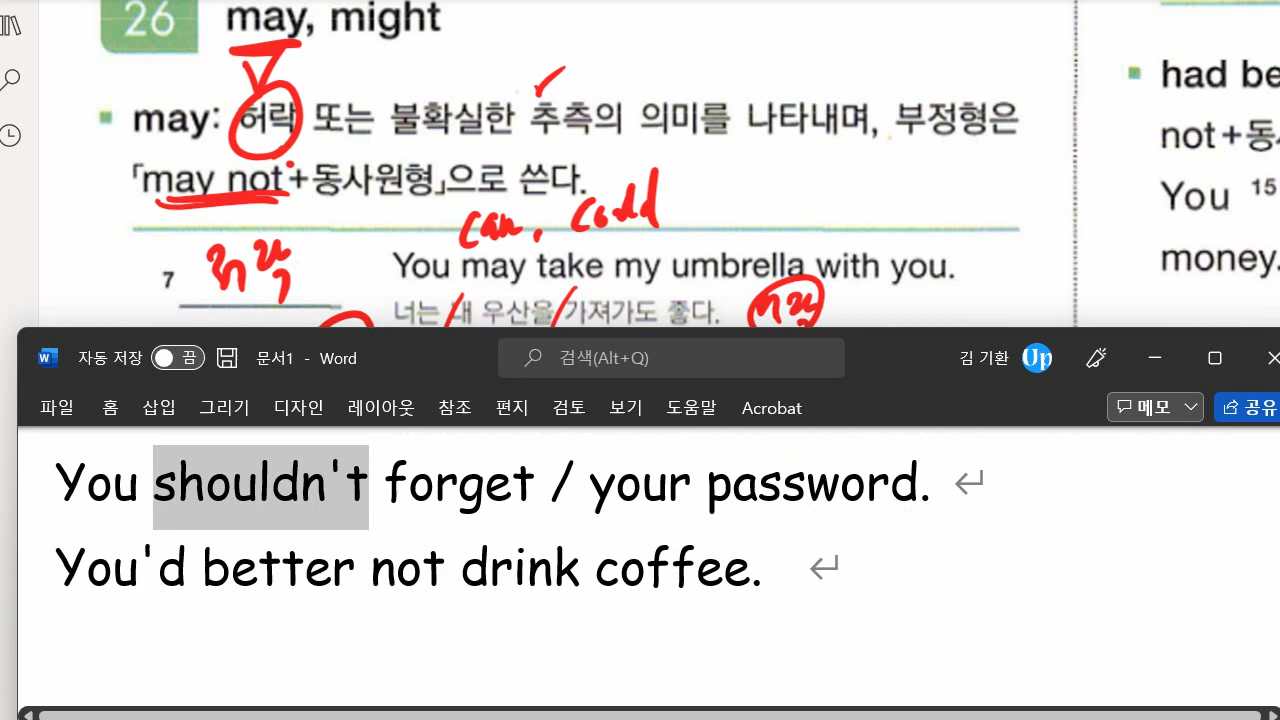 26 may, might
may: 허락 또는 불확실한 추측의 의미를 나타내며, 부정형은
「may not+동사원형」으로 쓴다.
can, could
7 허락 You may take my umbrella with you.
너는 내 우산을 가져가도 좋다. 허락
had be
not+동사
You 15
money.
자동 저장 끔 문서1 - Word 검색(Alt+Q) 김 기환 Up
파일 홈 삽입 그리기 디자인 레이아웃 참조 편지 검토 보기 도움말 Acrobat 메모 공유
You shouldn't forget / your password.
You'd better not drink coffee.